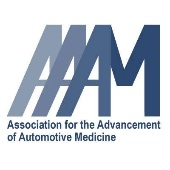 AAAM
Association for the Advancement
of Automotive Medicine